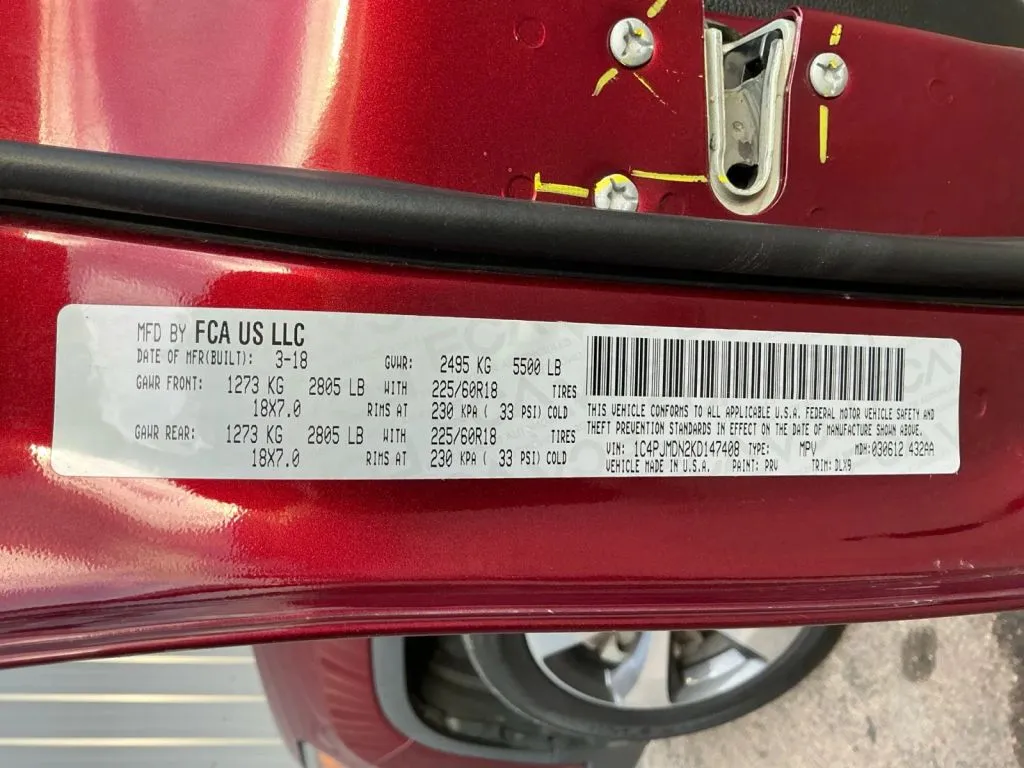 MFD BY FCA US LLC
DATE OF MFR(BUILT): 3-18 GVWR: 2495 KG 5500 LB
GAWR FRONT: 1273 KG 2805 LB WITH 225/60R18 TIRES
18X7.0 RIMS AT 230 KPA ( 33 PSI) COLD
GAWR REAR: 1273 KG 2805 LB WITH 225/60R18 TIRES
18X7.0 RIMS AT 230 KPA ( 33 PSI) COLD
THIS VEHICLE CONFORMS TO ALL APPLICABLE U.S.A. FEDERAL MOTOR VEHICLE SAFETY AND
THEFT PREVENTION STANDARDS IN EFFECT ON THE DATE OF MANUFACTURE SHOWN ABOVE.
VIN: 1C4PJMDN2KD147408 TYPE: MPV MDH:030612 432AA
VEHICLE MADE IN U.S.A. PAINT: PRV TRIM: DLX9